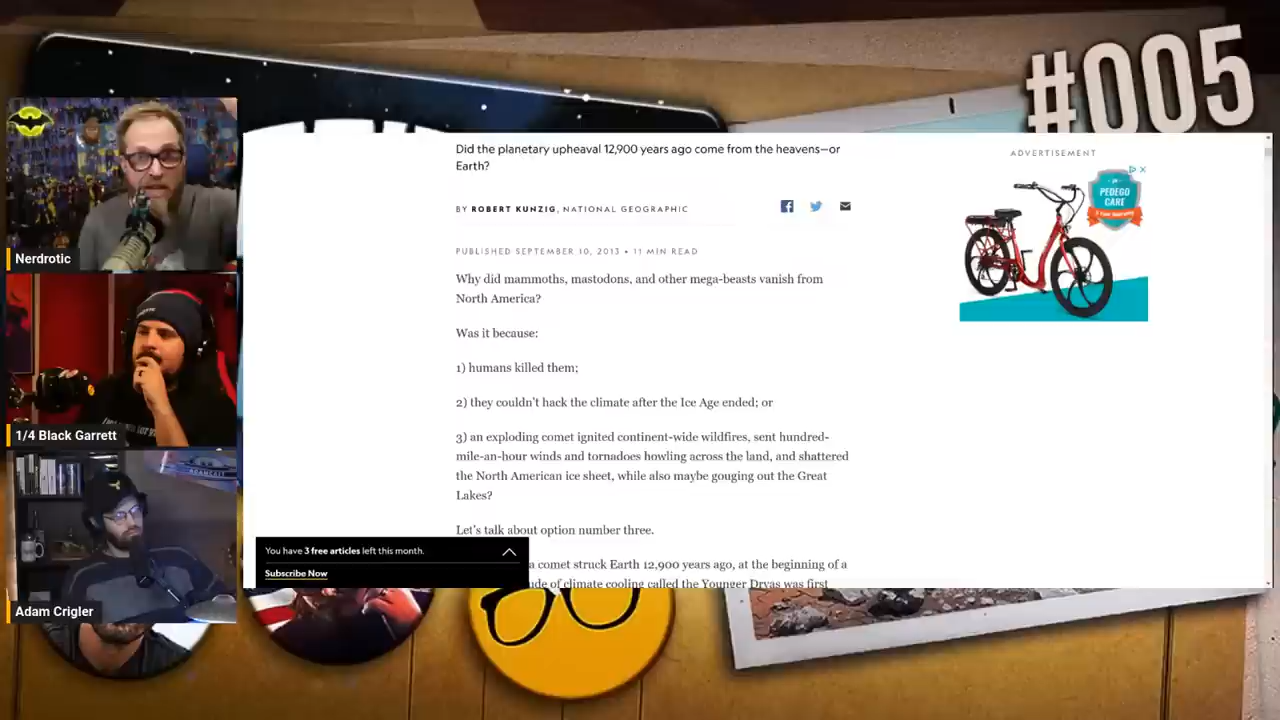 #005
Did the planetary upheaval 12,900 years ago come from the heavens—or
Earth?
BY ROBERT KUNZIG, NATIONAL GEOGRAPHIC
PUBLISHED SEPTEMBER 10, 2013 • 11 MIN READ
Why did mammoths, mastodons, and other mega-beasts vanish from
North America?
Was it because:
1) humans killed them;
2) they couldn't hack the climate after the Ice Age ended; or
3) an exploding comet ignited continent-wide wildfires, sent hundred-
mile-an-hour winds and tornadoes howling across the land, and shattered
the North American ice sheet, while also maybe gouging out the Great
Lakes?
Let's talk about option number three.
a comet struck Earth 12,900 years ago, at the beginning of a
of climate cooling called the Younger Dryas was first
You have 3 free articles left this month.
Subscribe Now
ADVERTISEMENT
PEDEGO
CARE
Nerdrotic
1/4 Black Garrett
Adam Crigler